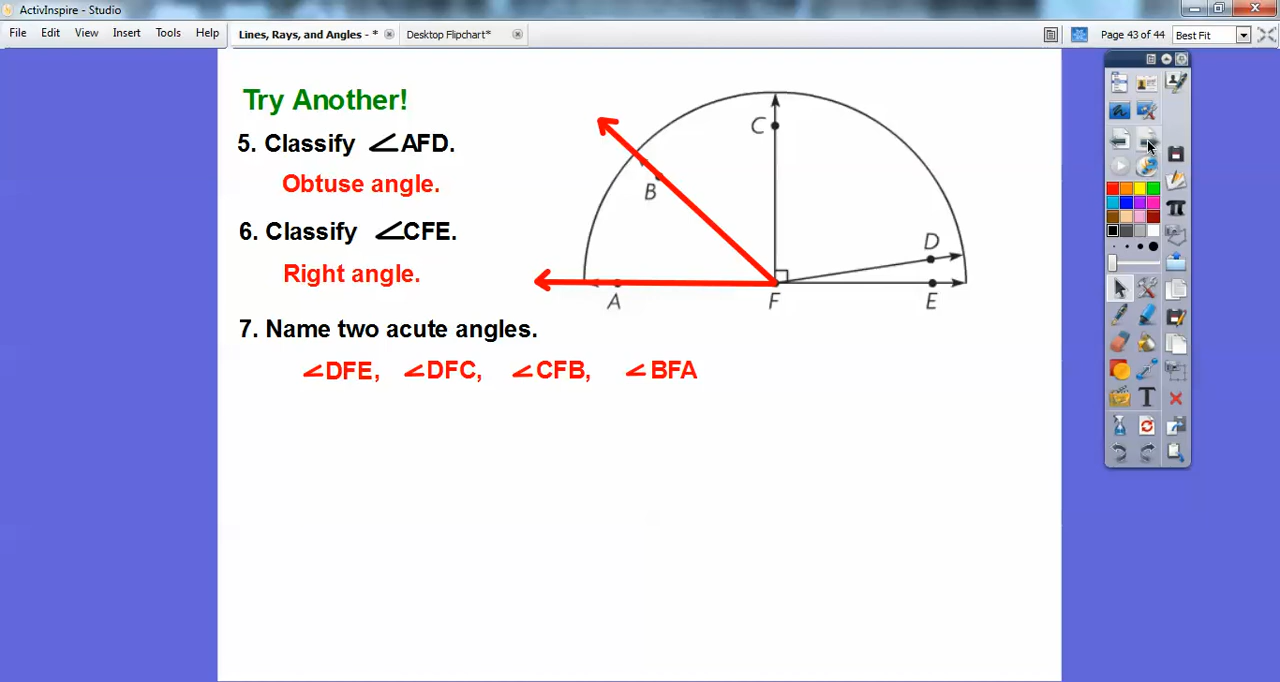 ActivInspire - Studio
File Edit View Insert Tools Help
Lines, Rays, and Angles - * Desktop Flipchart* Page 43 of 44 Best Fit
Try Another!
5. Classify ∠AFD.
Obtuse angle.
6. Classify ∠CFE.
Right angle.
7. Name two acute angles.
∠DFE, ∠DFC, ∠CFB, ∠BFA
C
B
D
A F E